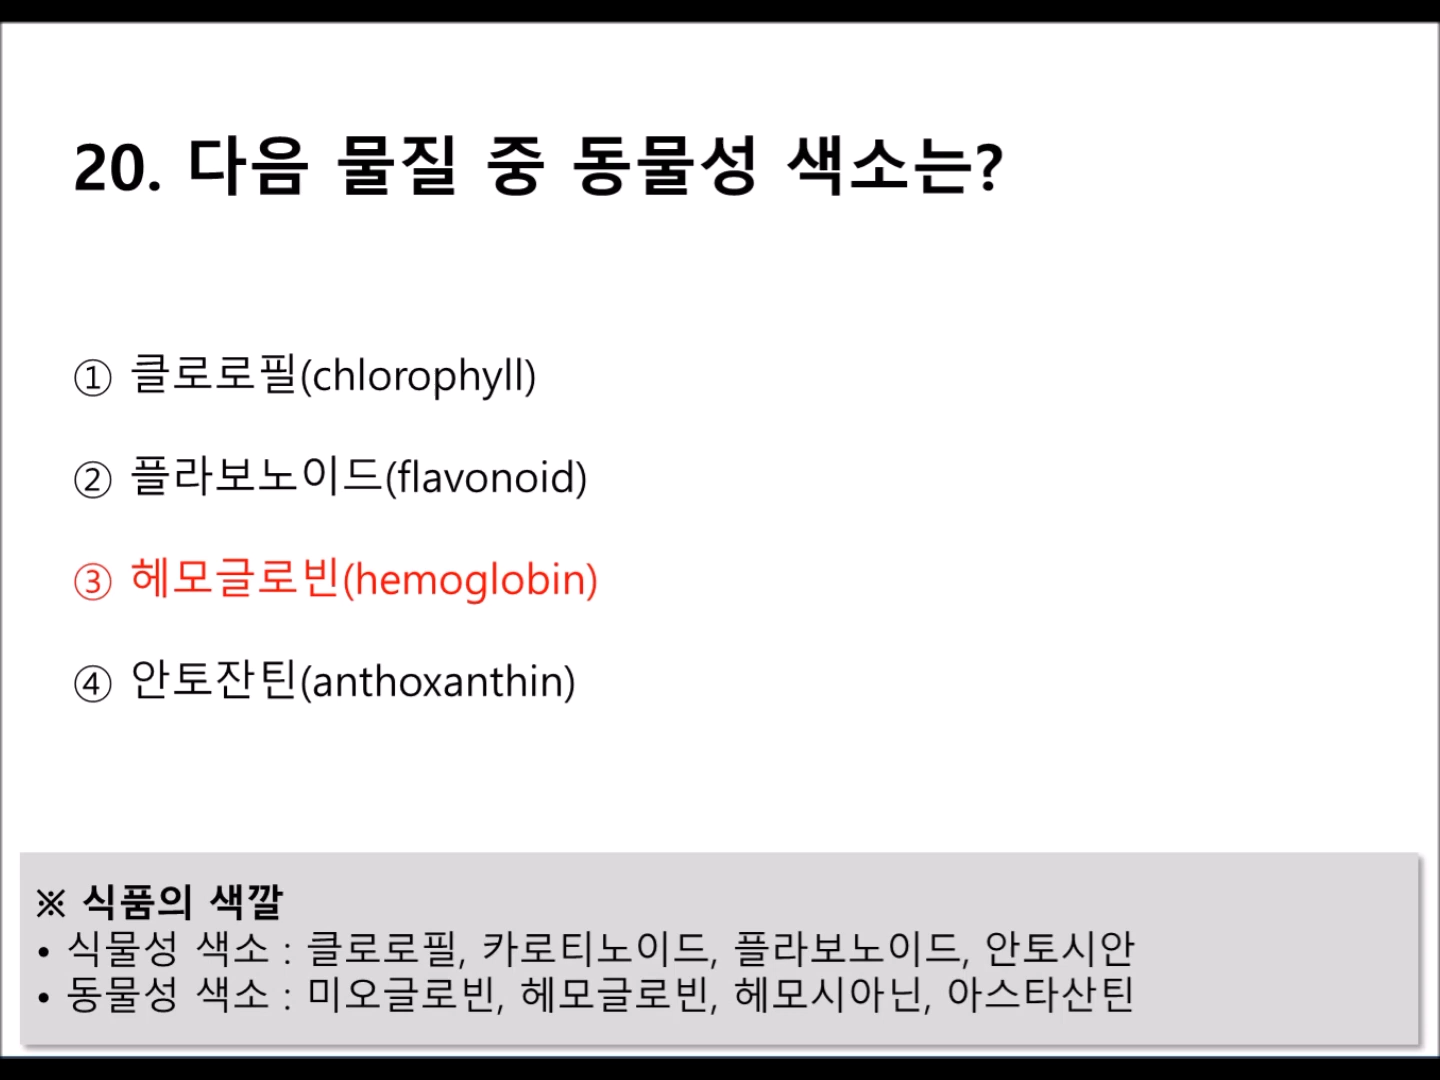 20. 다음 물질 중 동물성 색소는?
① 클로로필(chlorophyll)
② 플라보노이드(flavonoid)
③ 헤모글로빈(hemoglobin)
④ 안토잔틴(anthoxanthin)
※ 식품의 색깔
• 식물성 색소 : 클로로필, 카로티노이드, 플라보노이드, 안토시안
• 동물성 색소 : 미오글로빈, 헤모글로빈, 헤모시아닌, 아스타산틴